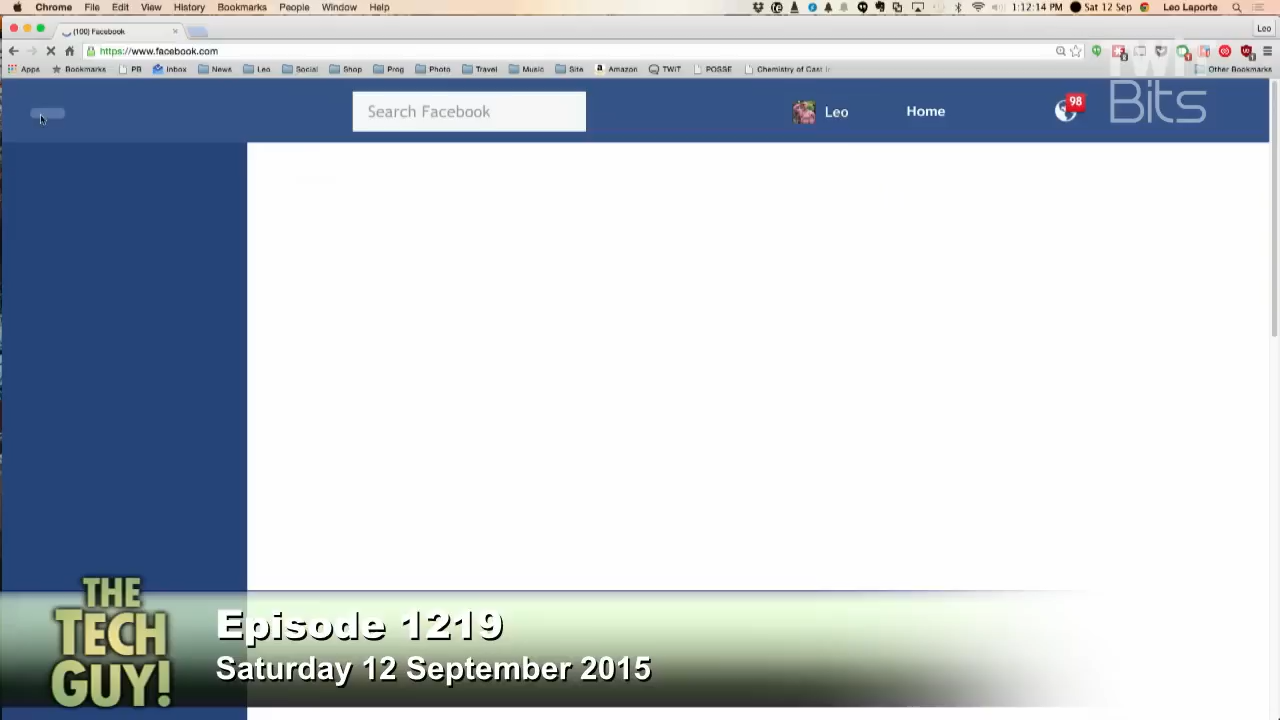 Chrome File Edit View History Bookmarks People Window Help 1:12:14 PM Sat 12 Sep Leo Laporte
(100) Facebook Leo
https://www.facebook.com
Apps Bookmarks PB Inbox News Leo Social Shop Prog Photo Travel Music Site Amazon TWiT POSSE Chemistry of Cast Ir Other Bookmarks
Search Facebook Leo Home 98
Bits
THE
TECH
GUY!
Episode 1219
Saturday 12 September 2015